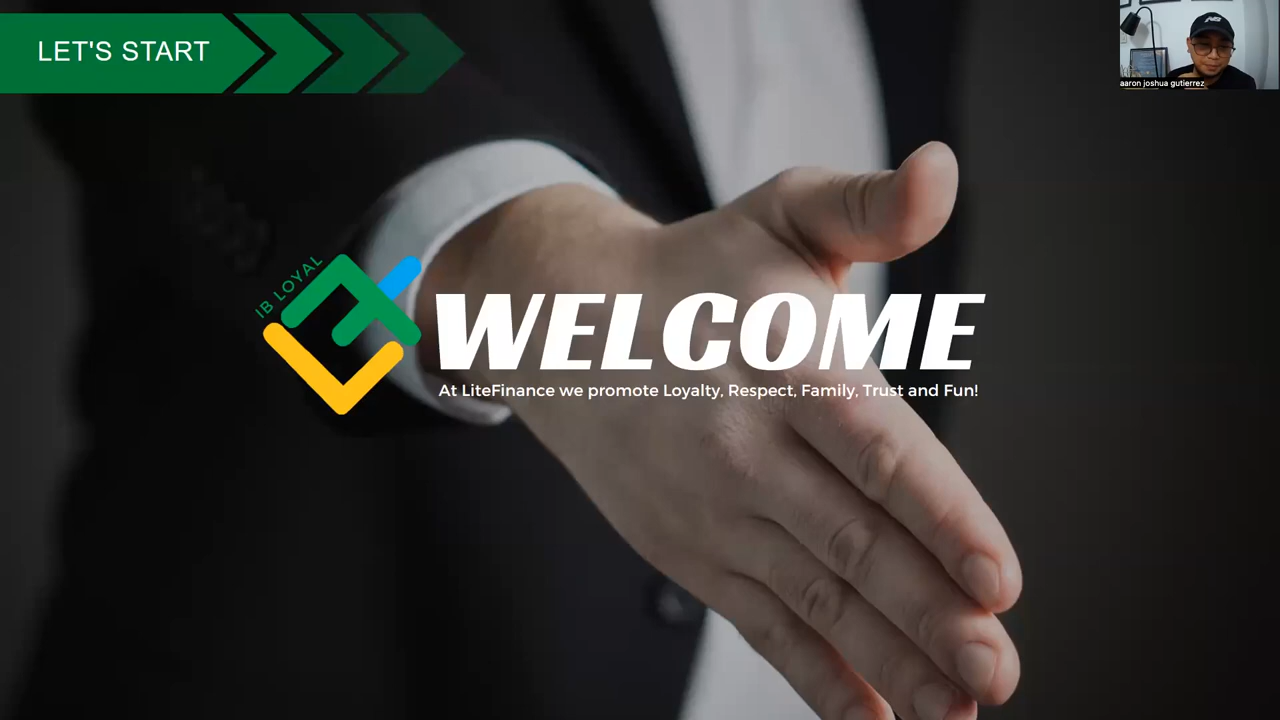 LET'S START
aaron joshua gutierrez
IB LOYAL
WELCOME
At LiteFinance we promote Loyalty, Respect, Family, Trust and Fun!